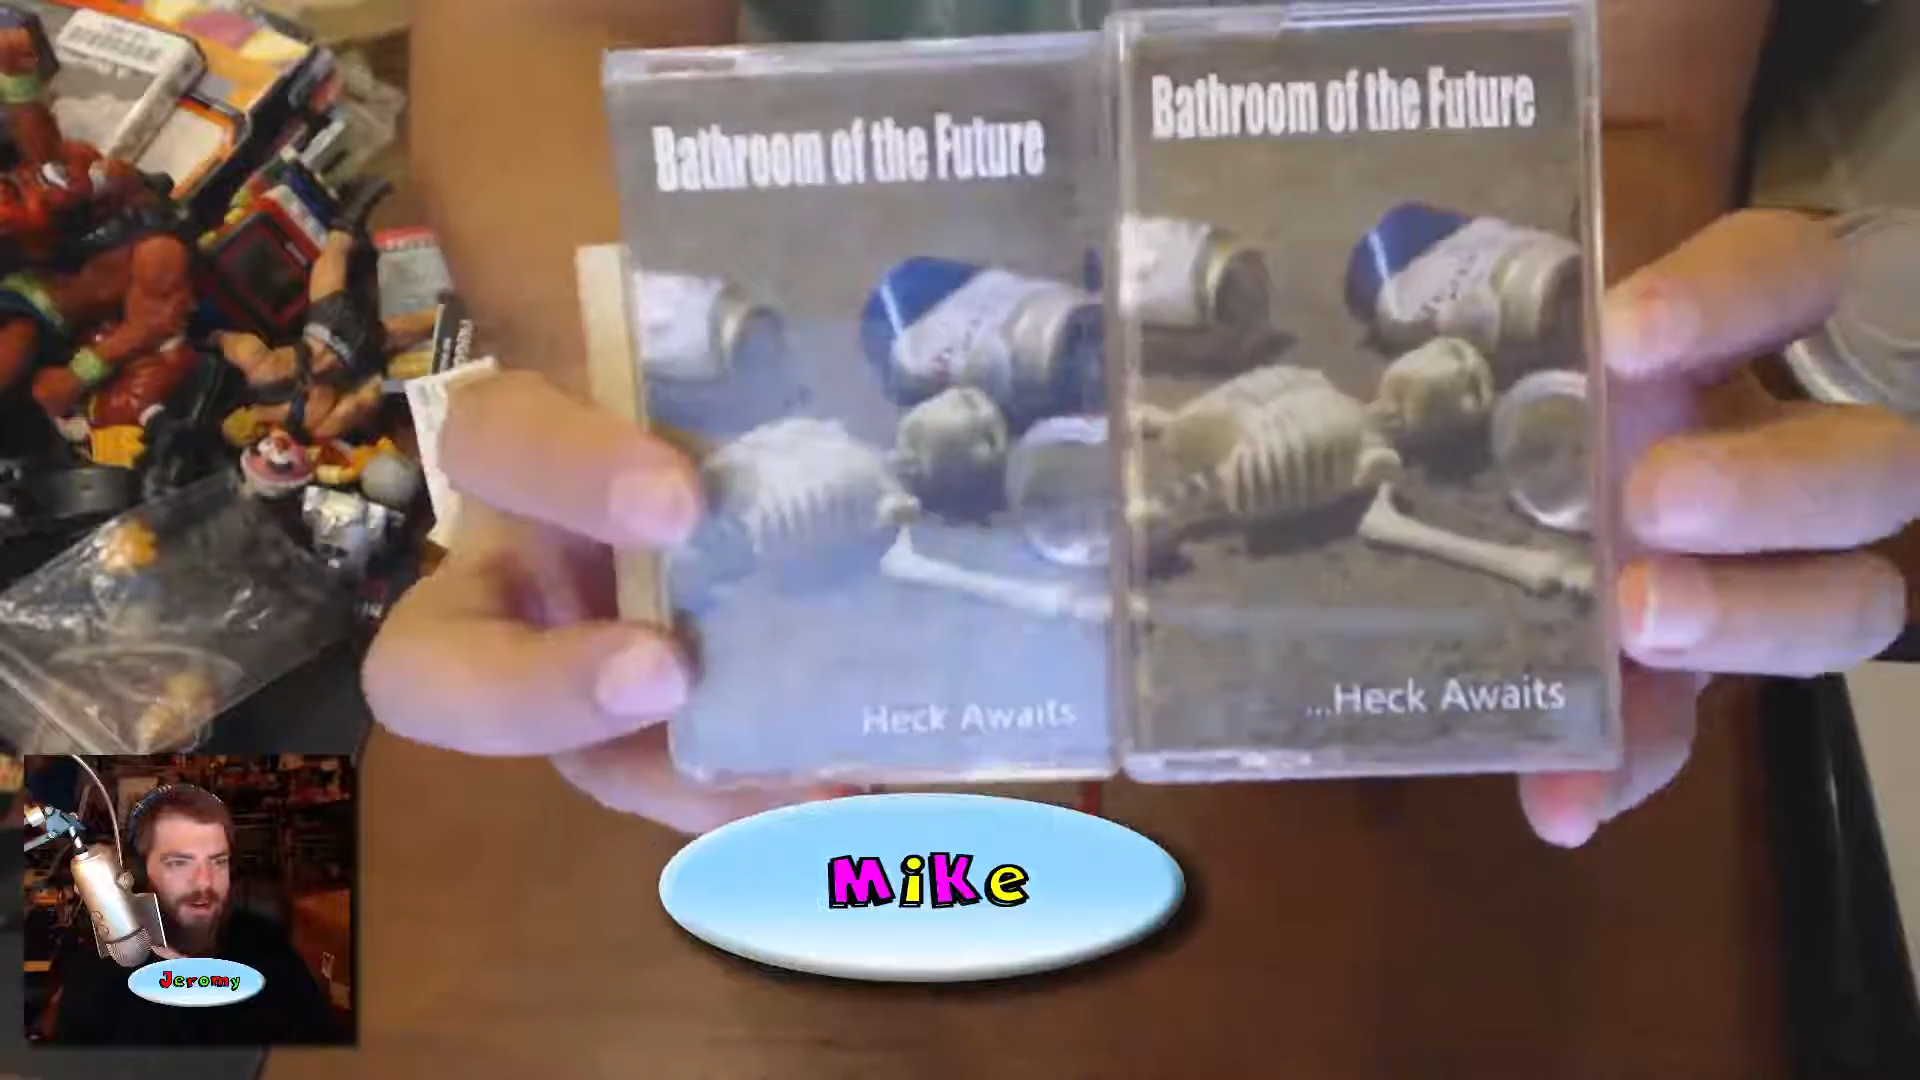 Bathroom of the Future
Heck Awaits
Bathroom of the Future
...Heck Awaits
Mike
Jeromy